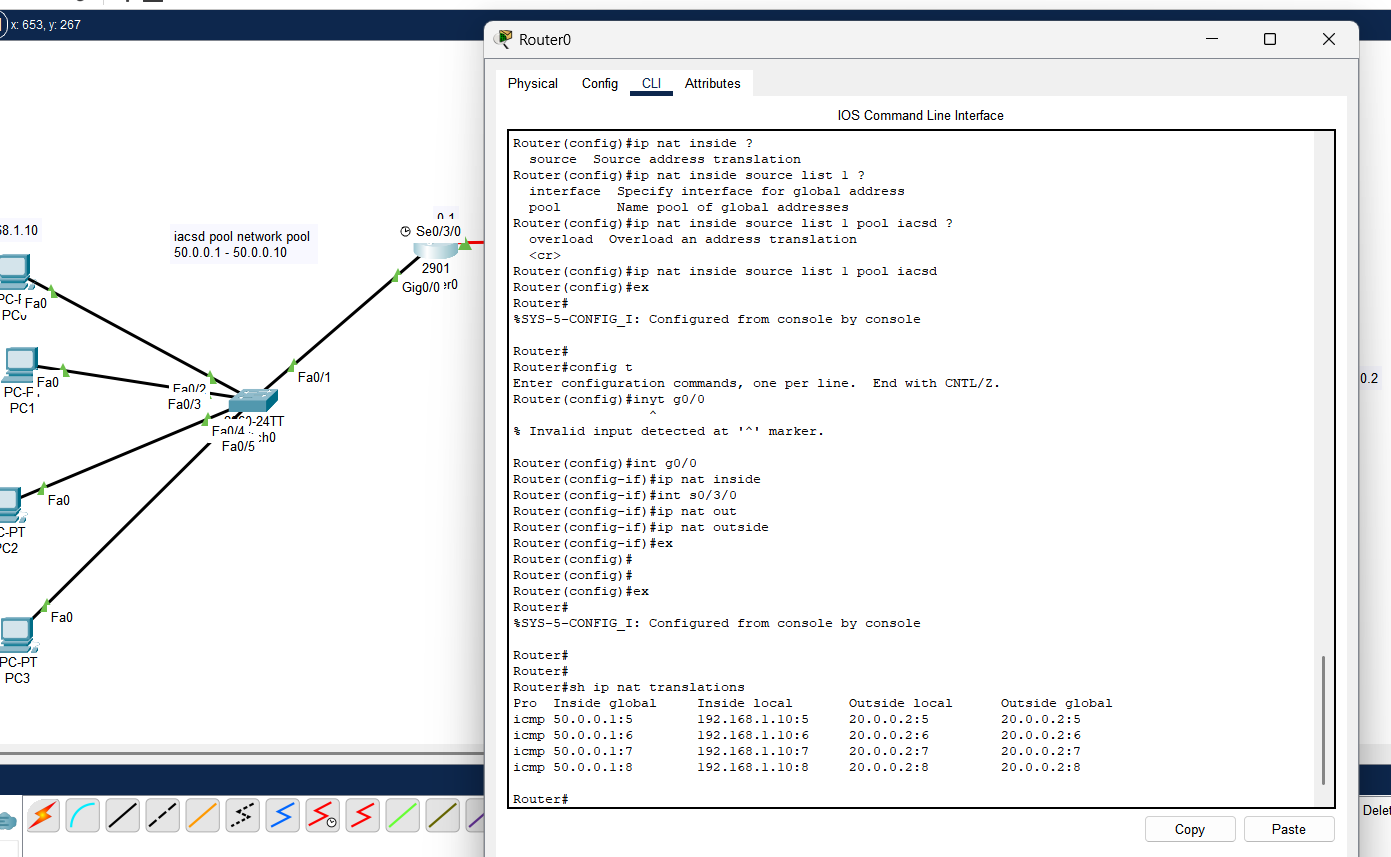 x: 653, y: 267
Router0
Physical Config CLI Attributes
IOS Command Line Interface
Router(config)#ip nat inside ?
source Source address translation
Router(config)#ip nat inside source list 1 ?
interface Specify interface for global address
pool Name pool of global addresses
Router(config)#ip nat inside source list 1 pool iacsd ?
overload Overload an address translation
<cr>
Router(config)#ip nat inside source list 1 pool iacsd
Router(config)#ex
Router#
%SYS-5-CONFIG_I: Configured from console by console
Router#
Router#config t
Enter configuration commands, one per line. End with CNTL/Z.
Router(config)#inyt g0/0
^
% Invalid input detected at '^' marker.
Router(config)#int g0/0
Router(config-if)#ip nat inside
Router(config-if)#int s0/3/0
Router(config-if)#ip nat out
Router(config-if)#ip nat outside
Router(config-if)#ex
Router(config)#
Router(config)#
Router(config)#ex
Router#
%SYS-5-CONFIG_I: Configured from console by console
Router#
Router#
Router#sh ip nat translations
Pro Inside global Inside local Outside local Outside global
icmp 50.0.0.1:5 192.168.1.10:5 20.0.0.2:5 20.0.0.2:5
icmp 50.0.0.1:6 192.168.1.10:6 20.0.0.2:6 20.0.0.2:6
icmp 50.0.0.1:7 192.168.1.10:7 20.0.0.2:7 20.0.0.2:7
icmp 50.0.0.1:8 192.168.1.10:8 20.0.0.2:8 20.0.0.2:8
Router#
Copy Paste
8.1.10
iacsd pool network pool
50.0.0.1 - 50.0.0.10
0.1
Se0/3/0
2901
Gig0/0
Fa0
Fa0/1
Fa0
PC1
Fa0/2
Fa0/3
Fa0/4
Fa0/5
Fa0
PC2
Fa0
PC-PT
PC3
0.2